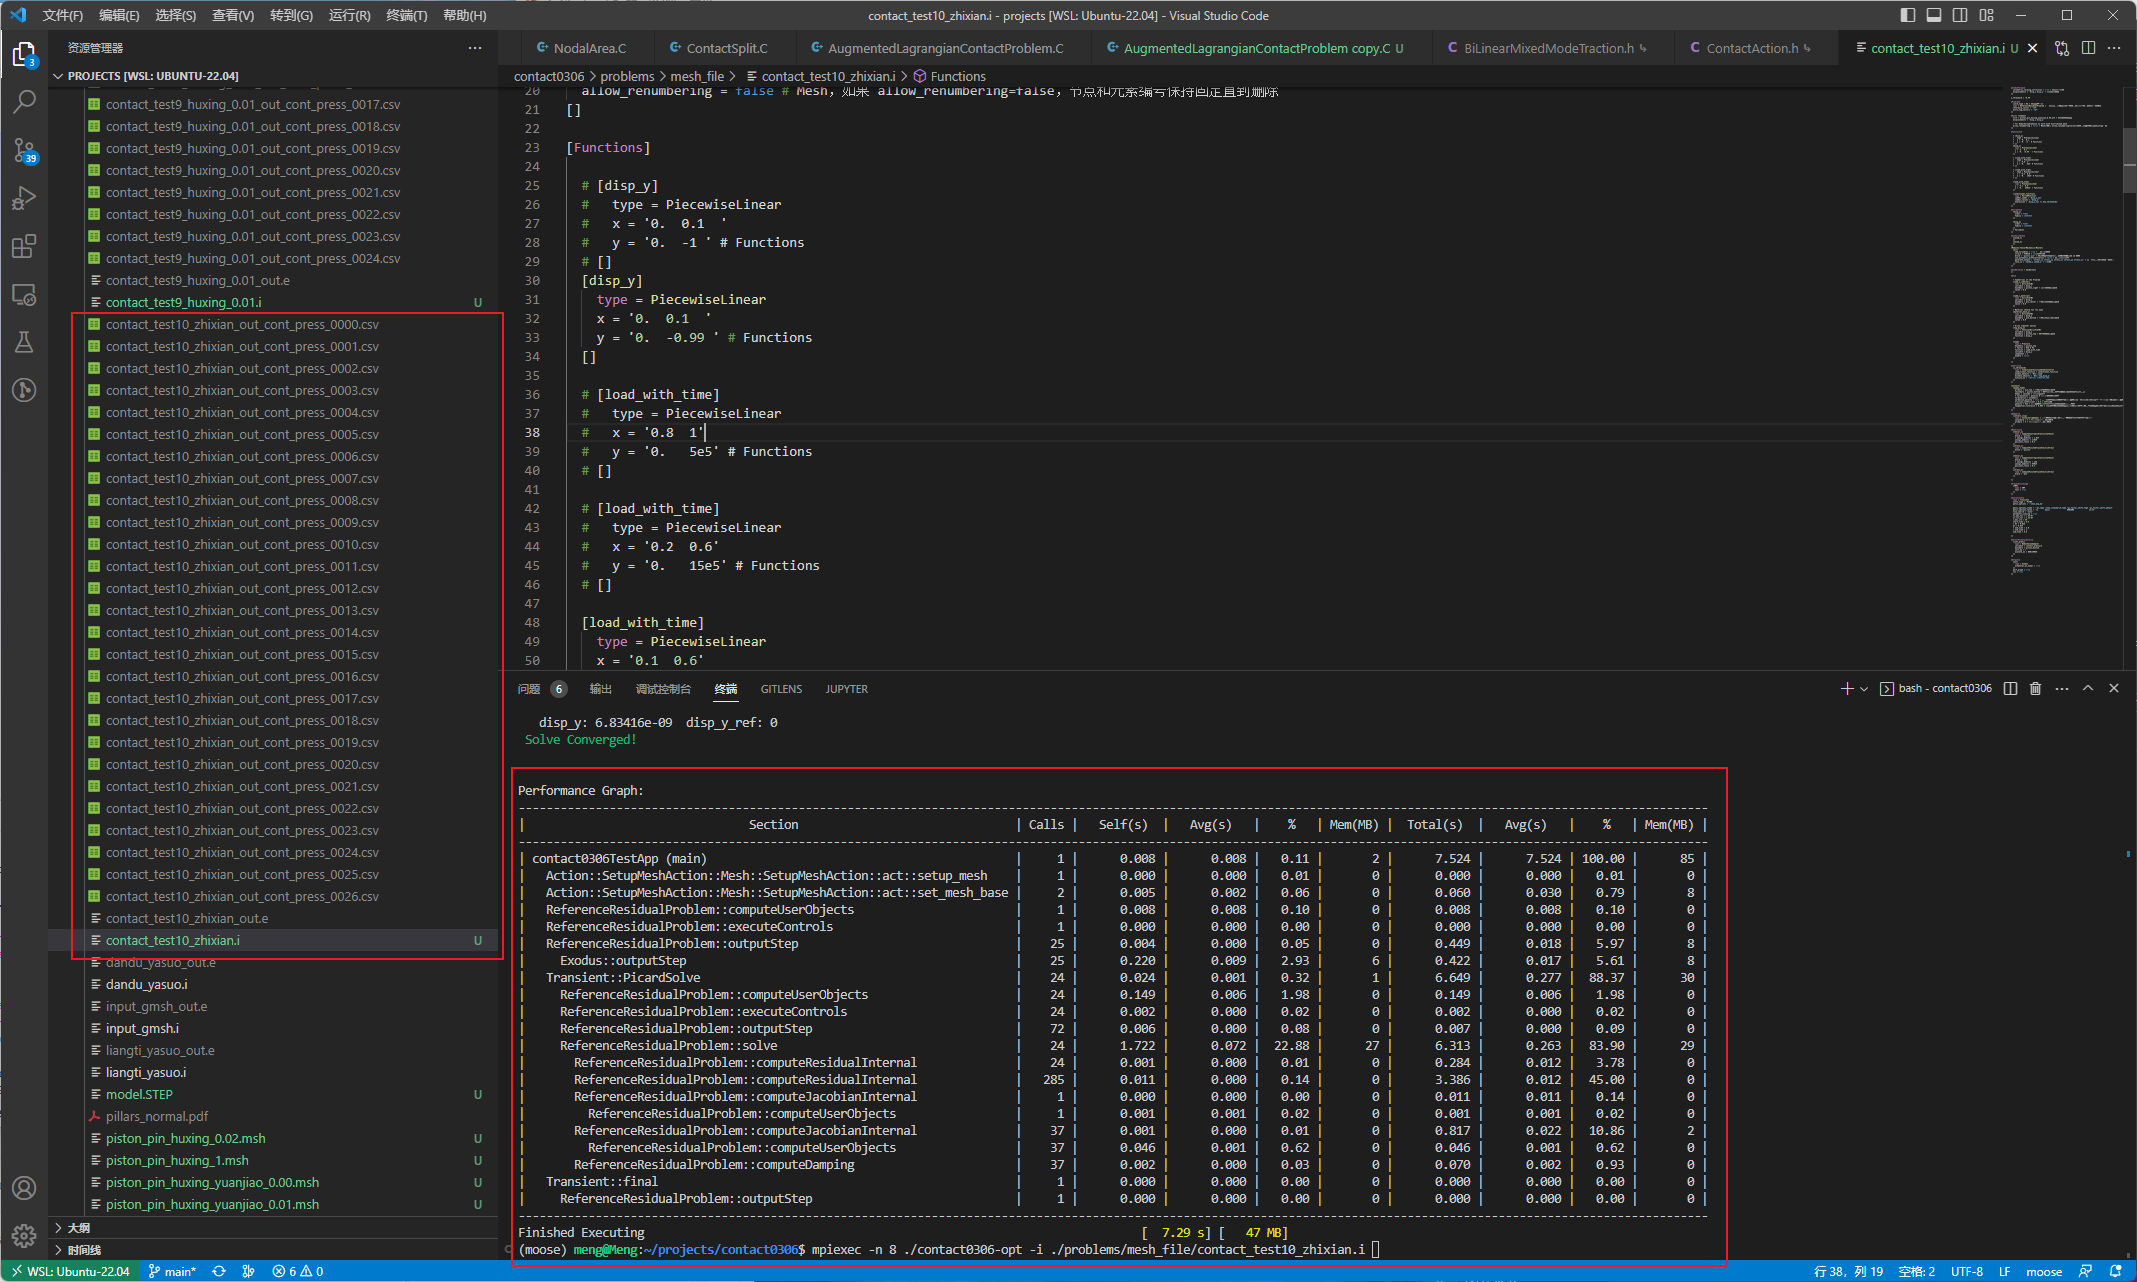 文件(F) 编辑(E) 选择(S) 查看(V) 转到(G) 运行(R) 终端(T) 帮助(H)
contact_test10_zhixian.i - projects [WSL: Ubuntu-22.04] - Visual Studio Code
资源管理器
NodalArea.C ContactSplit.C AugmentedLagrangianContactProblem.C AugmentedLagrangianContactProblem copy.C U BiLinearMixedModeTraction.h ContactAction.h contact_test10_zhixian.i U
3
39
PROJECTS [WSL: UBUNTU-22.04]
contact_test9_huxing_0.01_out_cont_press_0017.csv
contact_test9_huxing_0.01_out_cont_press_0018.csv
contact_test9_huxing_0.01_out_cont_press_0019.csv
contact_test9_huxing_0.01_out_cont_press_0020.csv
contact_test9_huxing_0.01_out_cont_press_0021.csv
contact_test9_huxing_0.01_out_cont_press_0022.csv
contact_test9_huxing_0.01_out_cont_press_0023.csv
contact_test9_huxing_0.01_out_cont_press_0024.csv
contact_test9_huxing_0.01_out.e
contact_test9_huxing_0.01.i U
contact_test10_zhixian_out_cont_press_0000.csv
contact_test10_zhixian_out_cont_press_0001.csv
contact_test10_zhixian_out_cont_press_0002.csv
contact_test10_zhixian_out_cont_press_0003.csv
contact_test10_zhixian_out_cont_press_0004.csv
contact_test10_zhixian_out_cont_press_0005.csv
contact_test10_zhixian_out_cont_press_0006.csv
contact_test10_zhixian_out_cont_press_0007.csv
contact_test10_zhixian_out_cont_press_0008.csv
contact_test10_zhixian_out_cont_press_0009.csv
contact_test10_zhixian_out_cont_press_0010.csv
contact_test10_zhixian_out_cont_press_0011.csv
contact_test10_zhixian_out_cont_press_0012.csv
contact_test10_zhixian_out_cont_press_0013.csv
contact_test10_zhixian_out_cont_press_0014.csv
contact_test10_zhixian_out_cont_press_0015.csv
contact_test10_zhixian_out_cont_press_0016.csv
contact_test10_zhixian_out_cont_press_0017.csv
contact_test10_zhixian_out_cont_press_0018.csv
contact_test10_zhixian_out_cont_press_0019.csv
contact_test10_zhixian_out_cont_press_0020.csv
contact_test10_zhixian_out_cont_press_0021.csv
contact_test10_zhixian_out_cont_press_0022.csv
contact_test10_zhixian_out_cont_press_0023.csv
contact_test10_zhixian_out_cont_press_0024.csv
contact_test10_zhixian_out_cont_press_0025.csv
contact_test10_zhixian_out_cont_press_0026.csv
contact_test10_zhixian_out.e
contact_test10_zhixian.i U
dandu_yasuo_out.e
dandu_yasuo.i
input_gmsh_out.e
input_gmsh.i
liangti_yasuo_out.e
liangti_yasuo.i
model.STEP U
pillars_normal.pdf
piston_pin_huxing_0.02.msh U
piston_pin_huxing_1.msh U
piston_pin_huxing_yuanjiao_0.00.msh U
piston_pin_huxing_yuanjiao_0.01.msh U
大纲
时间线
contact0306 > problems > mesh_file > contact_test10_zhixian.i > Functions
20 allow_renumbering = false # Mesh, 如果 allow_renumbering=false, 节点和元素编号保持固定直到删除
21 []
22
23 [Functions]
24
25 # [disp_y]
26 # type = PiecewiseLinear
27 # x = '0. 0.1 '
28 # y = '0. -1 ' # Functions
29 # []
30 [disp_y]
31 type = PiecewiseLinear
32 x = '0. 0.1 '
33 y = '0. -0.99 ' # Functions
34 []
35
36 # [load_with_time]
37 # type = PiecewiseLinear
38 # x = '0.8 1'
39 # y = '0. 5e5' # Functions
40 # []
41
42 # [load_with_time]
43 # type = PiecewiseLinear
44 # x = '0.2 0.6'
45 # y = '0. 15e5' # Functions
46 # []
47
48 [load_with_time]
49 type = PiecewiseLinear
50 x = '0.1 0.6'
问题 6 输出 调试控制台 终端 GITLENS JUPYTER
bash - contact0306
disp_y: 6.83416e-09 disp_y_ref: 0
Solve Converged!
Performance Graph:
| Section | Calls | Self(s) | Avg(s) | % | Mem(MB) | Total(s) | Avg(s) | % | Mem(MB) |
| contact0306TestApp (main) | 1 | 0.008 | 0.008 | 0.11 | 2 | 7.524 | 7.524 | 100.00 | 85 |
| Action::SetupMeshAction::Mesh::SetupMeshAction::act::setup_mesh | 1 | 0.000 | 0.000 | 0.01 | 0 | 0.000 | 0.000 | 0.01 | 0 |
| Action::SetupMeshAction::Mesh::SetupMeshAction::act::set_mesh_base | 2 | 0.005 | 0.002 | 0.06 | 0 | 0.060 | 0.030 | 0.79 | 8 |
| ReferenceResidualProblem::computeUserObjects | 1 | 0.008 | 0.008 | 0.10 | 0 | 0.008 | 0.008 | 0.10 | 0 |
| ReferenceResidualProblem::executeControls | 1 | 0.000 | 0.000 | 0.00 | 0 | 0.000 | 0.000 | 0.00 | 0 |
| ReferenceResidualProblem::outputStep | 25 | 0.004 | 0.000 | 0.05 | 0 | 0.449 | 0.018 | 5.97 | 8 |
| Exodus::outputStep | 25 | 0.220 | 0.009 | 2.93 | 6 | 0.422 | 0.017 | 5.61 | 8 |
| Transient::PicardSolve | 24 | 0.024 | 0.001 | 0.32 | 1 | 6.649 | 0.277 | 88.37 | 30 |
| ReferenceResidualProblem::computeUserObjects | 24 | 0.149 | 0.006 | 1.98 | 0 | 0.149 | 0.006 | 1.98 | 0 |
| ReferenceResidualProblem::executeControls | 24 | 0.002 | 0.000 | 0.02 | 0 | 0.002 | 0.000 | 0.02 | 0 |
| ReferenceResidualProblem::outputStep | 72 | 0.006 | 0.000 | 0.08 | 0 | 0.007 | 0.000 | 0.09 | 0 |
| ReferenceResidualProblem::solve | 24 | 1.722 | 0.072 | 22.88 | 27 | 6.313 | 0.263 | 83.90 | 29 |
| ReferenceResidualProblem::computeResidualInternal | 24 | 0.001 | 0.000 | 0.01 | 0 | 0.284 | 0.012 | 3.78 | 0 |
| ReferenceResidualProblem::computeResidualInternal | 285 | 0.011 | 0.000 | 0.14 | 0 | 3.386 | 0.012 | 45.00 | 0 |
| ReferenceResidualProblem::computeJacobianInternal | 1 | 0.000 | 0.000 | 0.00 | 0 | 0.011 | 0.011 | 0.14 | 0 |
| ReferenceResidualProblem::computeUserObjects | 1 | 0.001 | 0.001 | 0.02 | 0 | 0.001 | 0.001 | 0.02 | 0 |
| ReferenceResidualProblem::computeJacobianInternal | 37 | 0.001 | 0.000 | 0.01 | 0 | 0.817 | 0.022 | 10.86 | 2 |
| ReferenceResidualProblem::computeUserObjects | 37 | 0.046 | 0.001 | 0.62 | 0 | 0.046 | 0.001 | 0.62 | 0 |
| ReferenceResidualProblem::computeDamping | 37 | 0.002 | 0.000 | 0.03 | 0 | 0.070 | 0.002 | 0.93 | 0 |
| Transient::final | 1 | 0.000 | 0.000 | 0.00 | 0 | 0.000 | 0.000 | 0.00 | 0 |
| ReferenceResidualProblem::outputStep | 1 | 0.000 | 0.000 | 0.00 | 0 | 0.000 | 0.000 | 0.00 | 0 |
Finished Executing [ 7.29 s] [ 47 MB]
(moose) meng@Meng:~/projects/contact0306$ mpiexec -n 8 ./contact0306-opt -i ./problems/mesh_file/contact_test10_zhixian.i
WSL: Ubuntu-22.04 main* 6 0 行 38, 列 19 空格: 2 UTF-8 LF moose